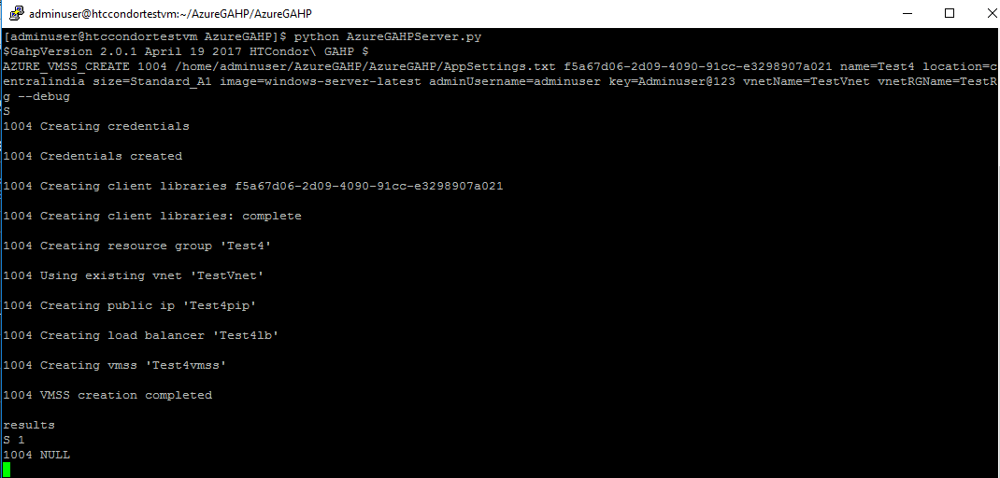 adminuser@htccondortestvm:~/AzureGAHP/AzureGAHP
[adminuser@htccondortestvm AzureGAHP]$ python AzureGAHPServer.py
$GahpVersion 2.0.1 April 19 2017 HTCondor\ GAHP $
AZURE_VMSS_CREATE 1004 /home/adminuser/AzureGAHP/AzureGAHP/AppSettings.txt f5a67d06-2d09-4090-91cc-e3298907a021 name=Test4 location=c
entralindia size=Standard_A1 image=windows-server-latest adminUsername=adminuser key=Adminuser@123 vnetName=TestVnet vnetRGName=TestR
g --debug
S
1004 Creating credentials
1004 Credentials created
1004 Creating client libraries f5a67d06-2d09-4090-91cc-e3298907a021
1004 Creating client libraries: complete
1004 Creating resource group 'Test4'
1004 Using existing vnet 'TestVnet'
1004 Creating public ip 'Test4pip'
1004 Creating load balancer 'Test4lb'
1004 Creating vmss 'Test4vmss'
1004 VMSS creation completed
results
S 1
1004 NULL